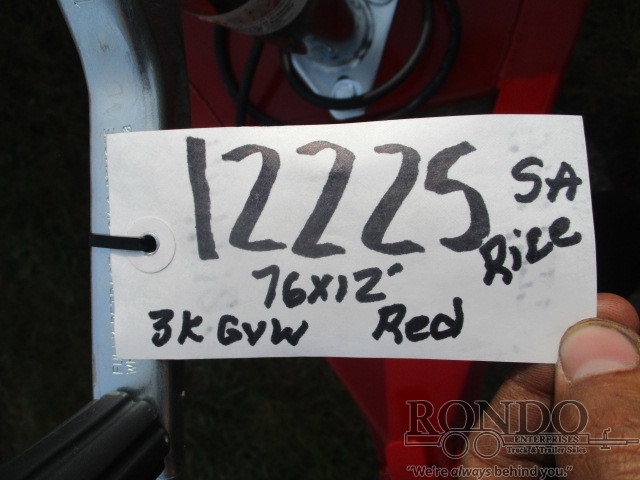 12225
SA
Rice
76x12'
3K GVW Red
RONDO
ENTERPRISES
Truck & Trailer Sales
"We're always behind you."